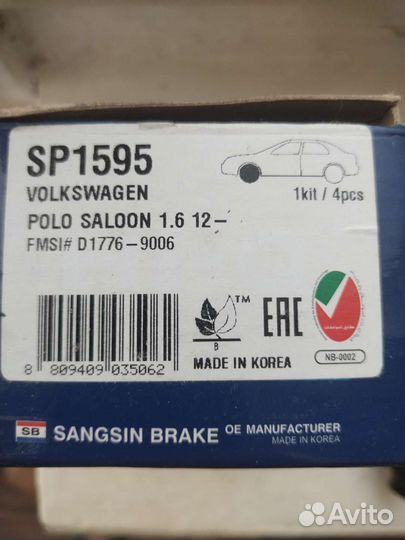 SP1595
VOLKSWAGEN
1kit / 4pcs
POLO SALOON 1.6 12-
FMSI# D1776-9006
TM
EAC
B
MADE IN KOREA
NB-0002
8 809409 035062
SB SANGSIN BRAKE OE MANUFACTURER
MADE IN KOREA
Avito